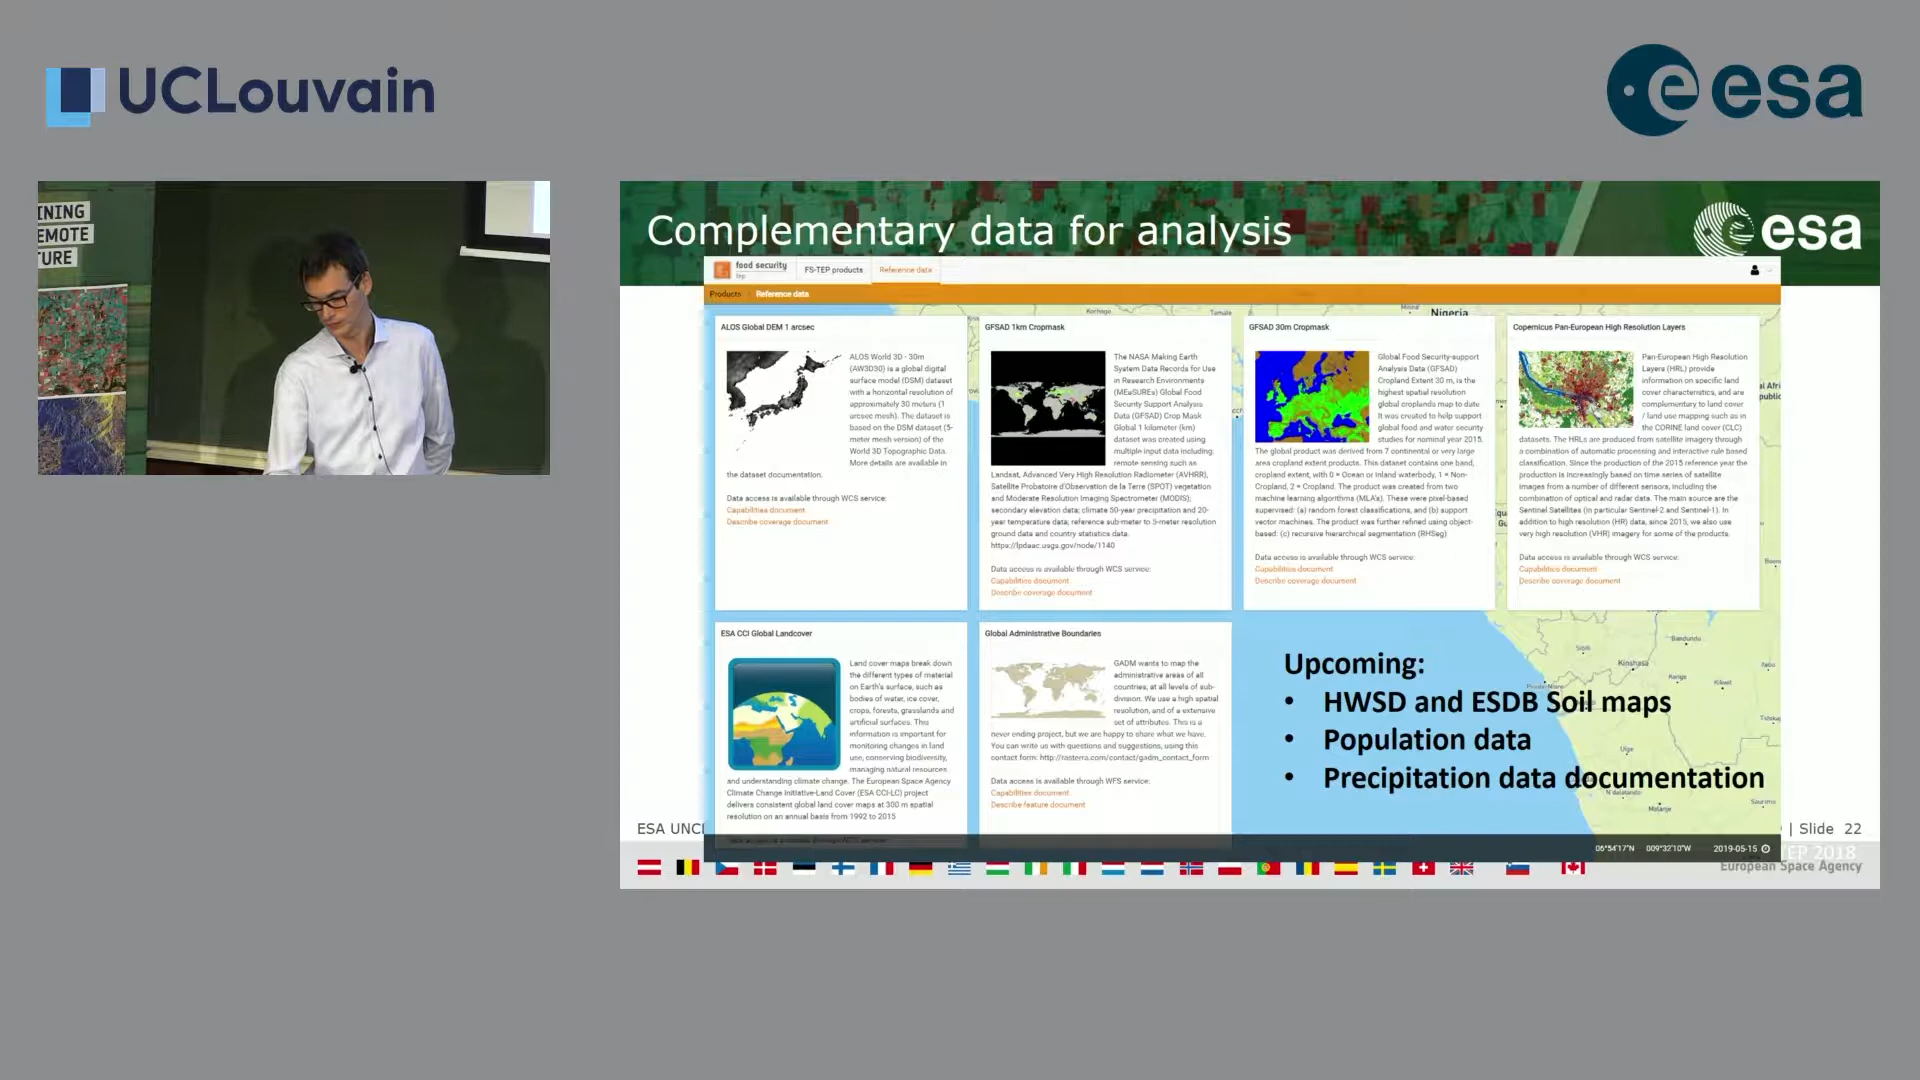 UCLouvain
esa
INING
EMOTE
TURE
Complementary data for analysis
esa
food security
tep
FS-TEP products
Reference data
Products
Reference data
ALOS Global DEM 1 arcsec
ALOS World 3D - 30m
(AW3D30) is a global digital
surface model (DSM) dataset
with a horizontal resolution of
approximately 30 meters (1
arcsec mesh). The dataset is
based on the DSM dataset (5-
meter mesh version) of the
World 3D Topographic Data.
More details are available in
the dataset documentation.
Data access is available through WCS service:
Capabilities document
Describe coverage document
GFSAD 1km Cropmask
The NASA Making Earth
System Data Records for Use
in Research Environments
(MEaSUREs) Global Food
Security Support Analysis
Data (GFSAD) Crop Mask
Global 1 kilometer (km)
dataset was created using
multiple input data including:
remote sensing such as
Landsat, Advanced Very High Resolution Radiometer (AVHRR),
Satellite Probatoire d'Observation de la Terre (SPOT) vegetation
and Moderate Resolution Imaging Spectrometer (MODIS);
secondary elevation data; climate 50-year precipitation and 20-
year temperature data; reference sub-meter to 5-meter resolution
ground data and country statistics data.
https://lpdaac.usgs.gov/node/1140
Data access is available through WCS service:
Capabilities document
Describe coverage document
GFSAD 30m Cropmask
Global Food Security-support
Analysis Data (GFSAD)
Cropland Extent 30 m, is the
highest spatial resolution
global croplands map to date
It was created to help support
global food and water security
studies for nominal year 2015.
The global product was derived from 7 continental or very large
area cropland extent products. This dataset contains one band,
cropland extent, with 0 = Ocean or Inland waterbody, 1 = Non-
Cropland, 2 = Cropland. The product was created from two
machine learning algorithms (MLA's). These were pixel-based
supervised: (a) random forest classifications, and (b) support
vector machines. The product was further refined using object-
based: (c) recursive hierarchical segmentation (RHSeg)
Data access is available through WCS service:
Capabilities document
Describe coverage document
Copernicus Pan-European High Resolution Layers
Pan-European High Resolution
Layers (HRL) provide
information on specific land
cover characteristics, and are
complementary to land cover
/ land use mapping such as in
the CORINE land cover (CLC)
datasets. The HRLs are produced from satellite imagery through
a combination of automatic processing and interactive rule based
classification. Since the production of the 2015 reference year the
production is increasingly based on time series of satellite
images from a number of different sensors, including the
combination of optical and radar data. The main source are the
Sentinel Satellites (in particular Sentinel-2 and Sentinel-1). In
addition to high resolution (HR) data, since 2015, we also use
very high resolution (VHR) imagery for some of the products.
Data access is available through WCS service:
Capabilities document
Describe coverage document
ESA CCI Global Landcover
Land cover maps break down
the different types of material
on Earth's surface, such as
bodies of water, ice cover,
crops, forests, grasslands and
artificial surfaces. This
information is important for
monitoring changes in land
use, conserving biodiversity,
managing natural resources
and understanding climate change. The European Space Agency
Climate Change Initiative-Land Cover (ESA CCI-LC) project
delivers consistent global land cover maps at 300 m spatial
resolution on an annual basis from 1992 to 2015
Global Administrative Boundaries
GADM wants to map the
administrative areas of all
countries, at all levels of sub-
division. We use a high spatial
resolution, and of a extensive
set of attributes. This is a
never ending project, but we are happy to share what we have.
You can write us with questions and suggestions, using this
contact form: http://rasterra.com/contact/gadm_contact_form
Data access is available through WFS service:
Capabilities document
Describe feature document
Korhogo
Tamale
Nigeria
Bandundu
Kinshasa
Kikwit
Uige
N'dalatando
Malanje
Saurimo
Upcoming:
• HWSD and ESDB Soil maps
• Population data
• Precipitation data documentation
06°54'17"N 009°32'10"W 2019-05-15
ESA UNCL
| Slide 22
EP 2018
European Space Agency